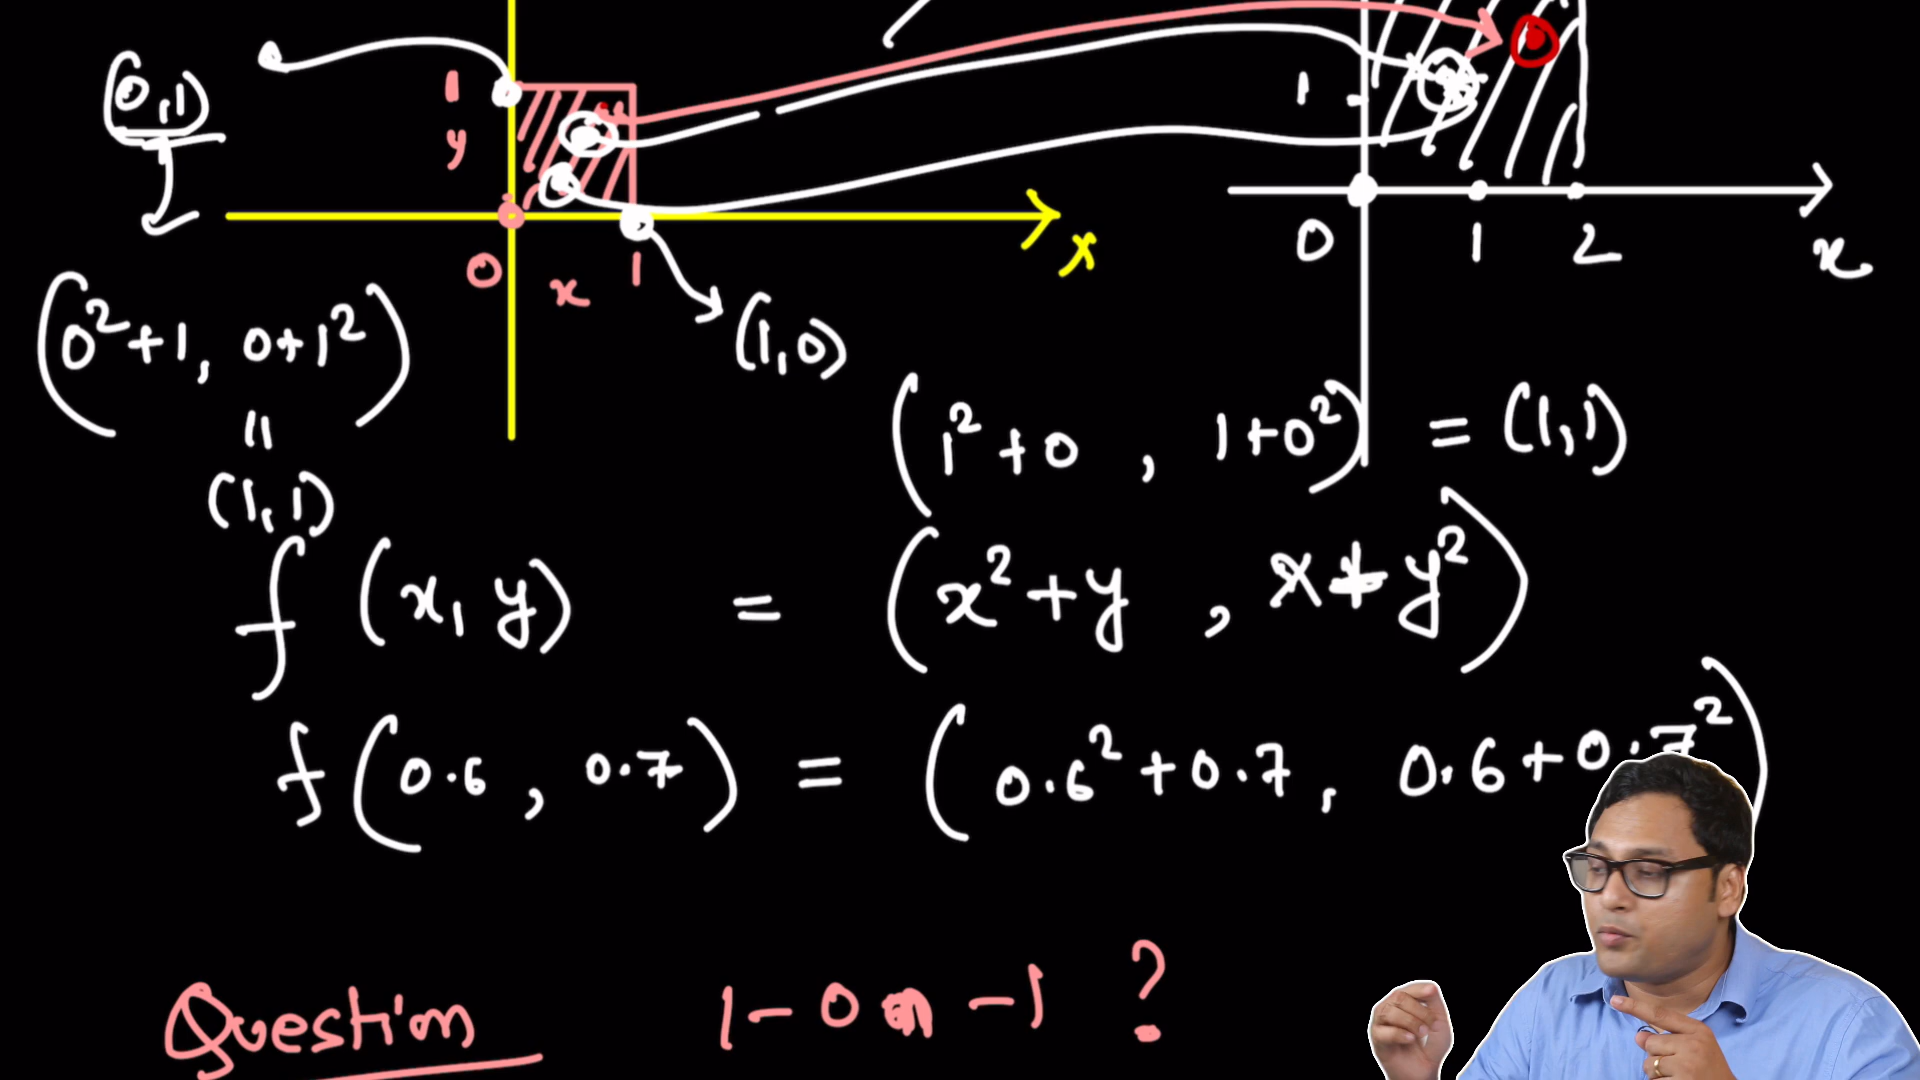 (0,1)
1
y
0 x 1
x
(1,0)
1
0 1 2
x
(0²+1, 0+1²)
=
(1,1)
(1²+0 , 1+0²) = (1,1)
f (x, y) = (x²+y , x+y²)
f(0.6 , 0.7) = (0.6²+0.7, 0.6+0.7²)
Question 1-0n-1 ?